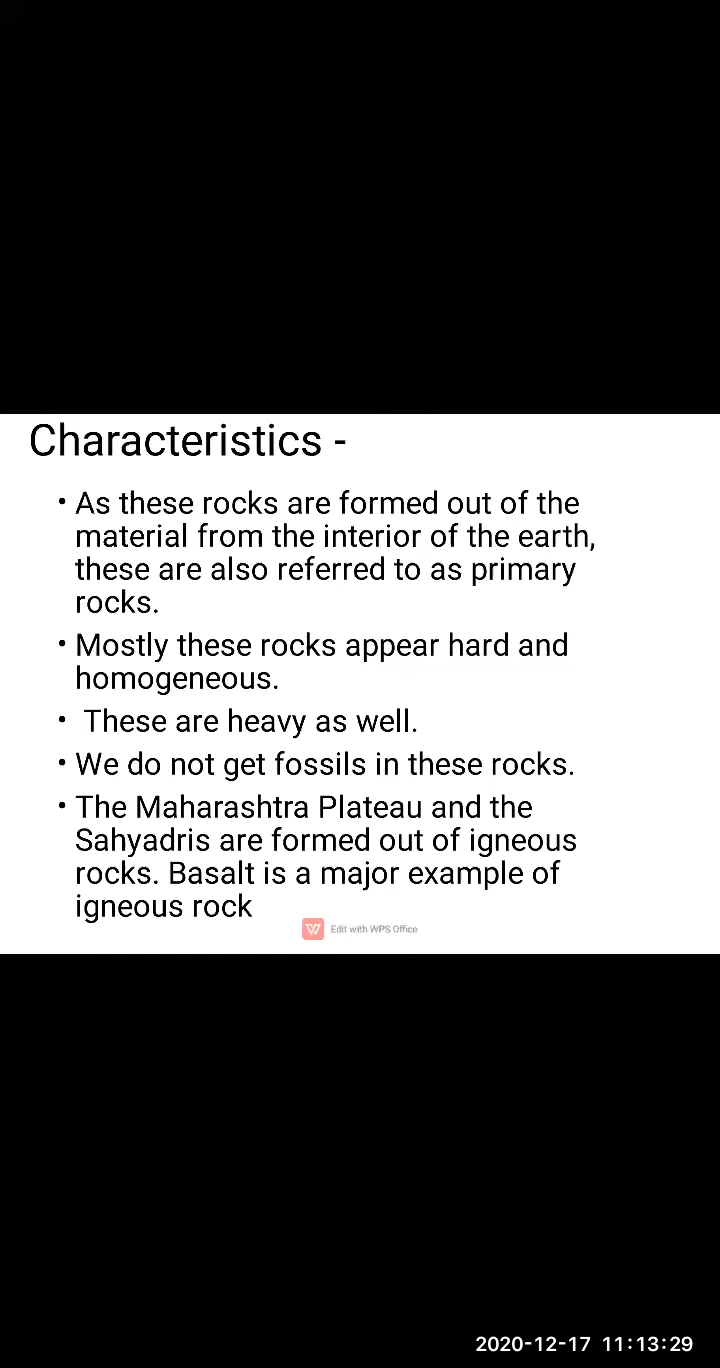 Characteristics -
• As these rocks are formed out of the
material from the interior of the earth,
these are also referred to as primary
rocks.
• Mostly these rocks appear hard and
homogeneous.
• These are heavy as well.
• We do not get fossils in these rocks.
• The Maharashtra Plateau and the
Sahyadris are formed out of igneous
rocks. Basalt is a major example of
igneous rock
Edit with WPS Office
2020-12-17 11:13:29